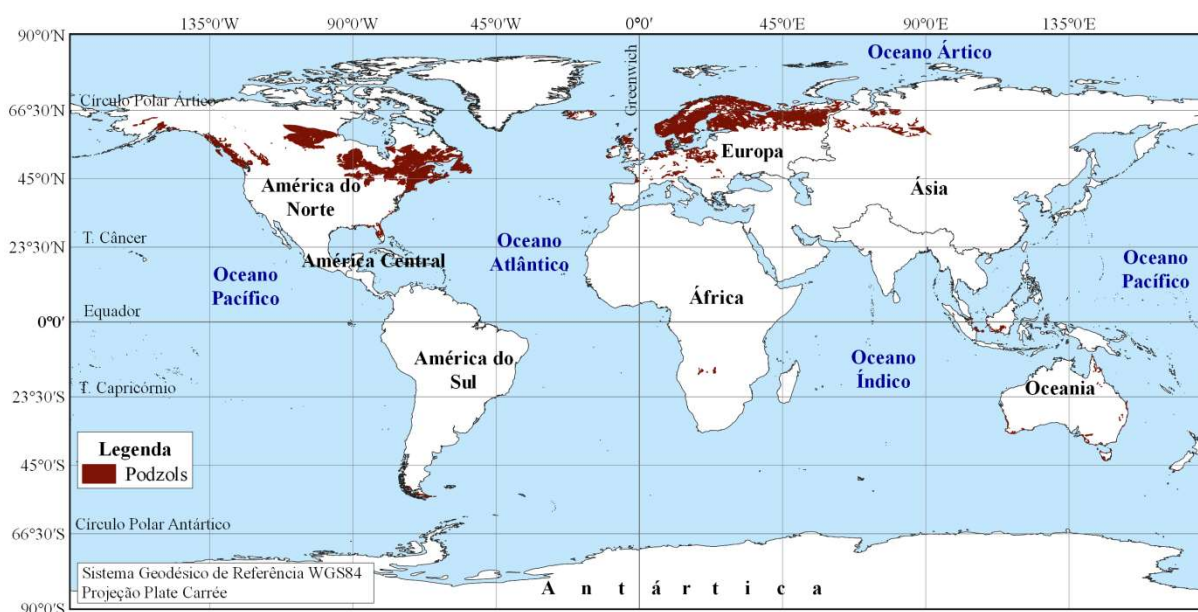 135°0'W 90°0'W 45°0'W 0°0' 45°0'E 90°0'E 135°0'E
90°0'N
Oceano Ártico
Greenwich
Círculo Polar Ártico
66°30'N
Europa
45°0'N
América do
Norte
Ásia
T. Câncer
23°30'N
América Central
Oceano
Atlântico
Oceano
Pacífico
Oceano
Pacífico
África
Equador
0°0'
América do
Sul
Oceano
Índico
T. Capricórnio
23°30'S
Oceania
Legenda
Podzols
45°0'S
Círculo Polar Antártico
66°30'S
Sistema Geodésico de Referência WGS84
Projeção Plate Carrée
A n t á r t i c a
90°0'S